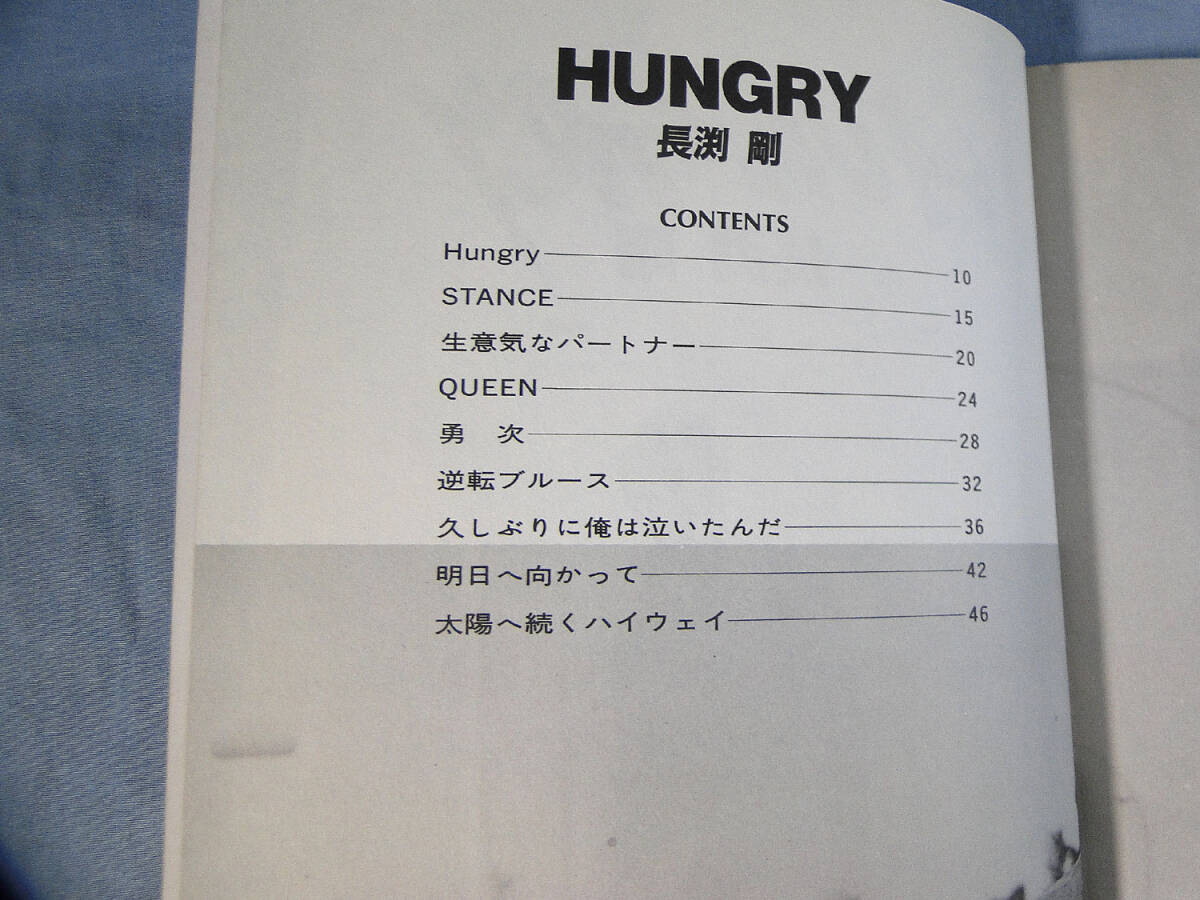 HUNGRY
長渕 剛
CONTENTS
Hungry 10
STANCE 15
生意気なパートナー 20
QUEEN 24
勇 次 28
逆転ブルース 32
久しぶりに俺は泣いたんだ 36
明日へ向かって 42
太陽へ続くハイウェイ 46